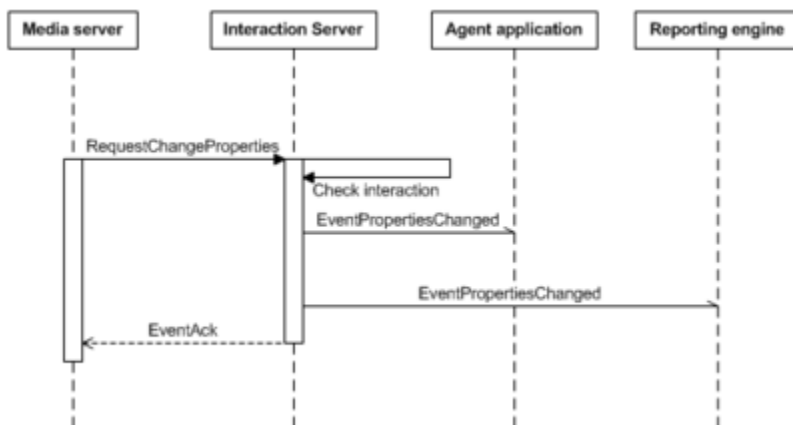 Media server
Interaction Server
Agent application
Reporting engine
RequestChangeProperties
Check interaction
EventPropertiesChanged
EventPropertiesChanged
EventAck